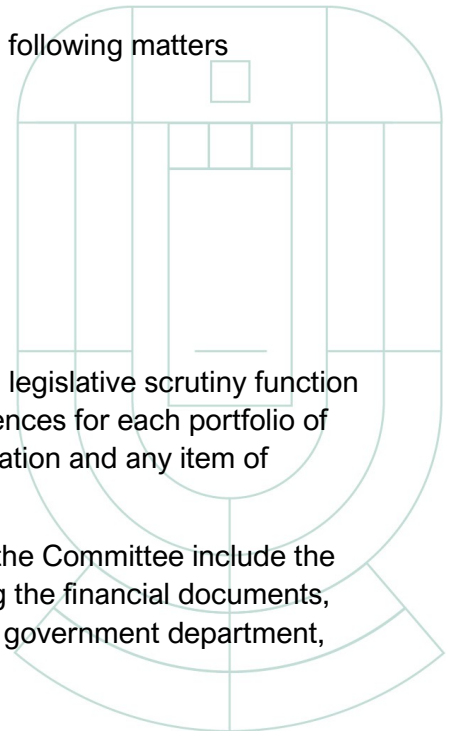 following matters
legislative scrutiny function
ences for each portfolio of
ation and any item of
the Committee include the
g the financial documents,
government department,